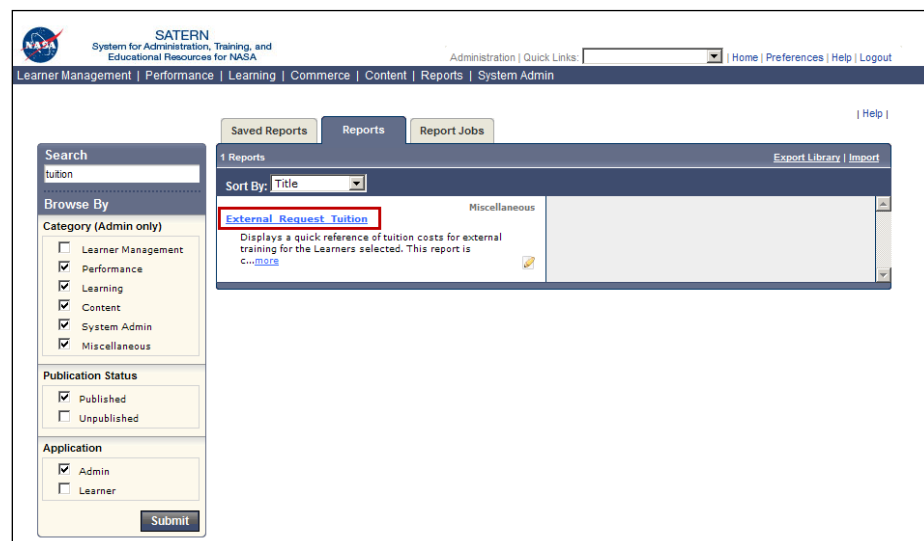 NASA
SATERN
System for Administration, Training, and
Educational Resources for NASA
Administration | Quick Links: | Home | Preferences | Help | Logout
Learner Management | Performance | Learning | Commerce | Content | Reports | System Admin
| Help |
Saved Reports
Reports
Report Jobs
Search
tuition
Browse By
Category (Admin only)
Learner Management
Performance
Learning
Content
System Admin
Miscellaneous
Publication Status
Published
Unpublished
Application
Admin
Learner
Submit
1 Reports
Export Library | Import
Sort By: Title
Miscellaneous
External Request Tuition
Displays a quick reference of tuition costs for external
training for the Learners selected. This report is
c...more